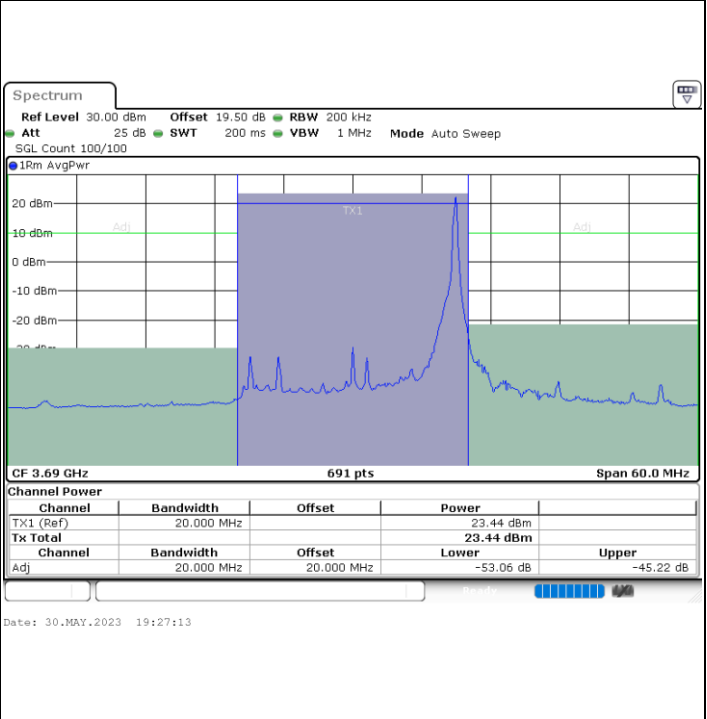 Spectrum
Ref Level 30.00 dBm Offset 19.50 dB RBW 200 kHz
Att 25 dB SWT 200 ms VBW 1 MHz Mode Auto Sweep
SGL Count 100/100
1Rm AvgPwr
20 dBm
TX1
Adj
Adj
10 dBm
0 dBm
-10 dBm
-20 dBm
CF 3.69 GHz 691 pts Span 60.0 MHz
Channel Power
Channel Bandwidth Offset Power
TX1 (Ref) 20.000 MHz 23.44 dBm
Tx Total 23.44 dBm
Channel Bandwidth Offset Lower Upper
Adj 20.000 MHz 20.000 MHz -53.06 dB -45.22 dB
Ready
Date: 30.MAY.2023 19:27:13